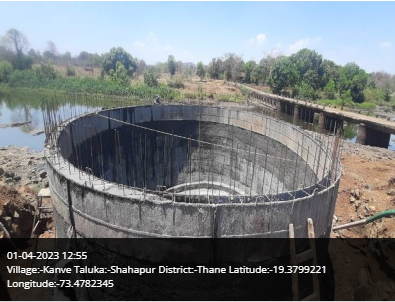 01-04-2023 12:55
Village:-Kanve Taluka:-Shahapur District:-Thane Latitude:-19.3799221
Longitude:-73.4782345